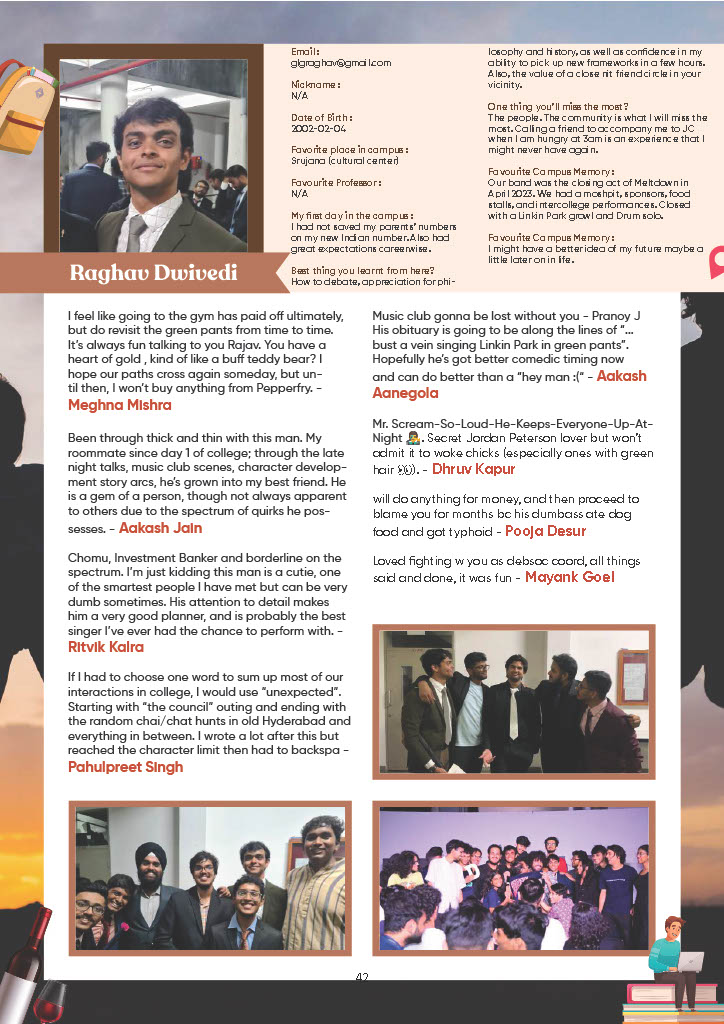 Raghav Dwivedi
Email:
glgraghav@gmail.com
Nickname:
N/A
Date of Birth:
2002-02-04
Favorite place in campus:
Srujana (cultural center)
Favourite Professor:
N/A
My first day in the campus:
I had not saved my parents' numbers
on my new Indian number. Also had
great expectations careerwise.
Best thing you learnt from here?
How to debate, appreciation for phi-
losophy and history, as well as confidence in my
ability to pick up new frameworks in a few hours.
Also, the value of a close nit friend circle in your
vicinity.
One thing you'll miss the most?
The people. The community is what I will miss the
most. Calling a friend to accompany me to JC
when I am hungry at 3am is an experience that I
might never have again.
Favourite Campus Memory:
Our band was the closing act of Meltdown in
April 2023. We had a moshpit, sponsors, food
stalls, and intercollege performances. Closed
with a Linkin Park growl and Drum solo.
Favourite Campus Memory:
I might have a better idea of my future maybe a
little later on in life.
I feel like going to the gym has paid off ultimately,
but do revisit the green pants from time to time.
It's always fun talking to you Rajav. You have a
heart of gold , kind of like a buff teddy bear? I
hope our paths cross again someday, but un-
til then, I won't buy anything from Pepperfry. -
Meghna Mishra
Been through thick and thin with this man. My
roommate since day 1 of college; through the late
night talks, music club scenes, character develop-
ment story arcs, he's grown into my best friend. He
is a gem of a person, though not always apparent
to others due to the spectrum of quirks he pos-
sesses. - Aakash Jain
Chomu, Investment Banker and borderline on the
spectrum. I'm just kidding this man is a cutie, one
of the smartest people I have met but can be very
dumb sometimes. His attention to detail makes
him a very good planner, and is probably the best
singer I've ever had the chance to perform with. -
Ritvik Kalra
If I had to choose one word to sum up most of our
interactions in college, I would use "unexpected".
Starting with "the council" outing and ending with
the random chai/chat hunts in old Hyderabad and
everything in between. I wrote a lot after this but
reached the character limit then had to backspa -
Pahulpreet Singh
Music club gonna be lost without you - Pranoy J
His obituary is going to be along the lines of "...
bust a vein singing Linkin Park in green pants".
Hopefully he's got better comedic timing now
and can do better than a "hey man :(" - Aakash
Aanegola
Mr. Scream-So-Loud-He-Keeps-Everyone-Up-At-
Night 👨‍🎤. Secret Jordan Peterson lover but won't
admit it to woke chicks (especially ones with green
hair 👀). - Dhruv Kapur
will do anything for money, and then proceed to
blame you for months bc his dumbass ate dog
food and got typhoid - Pooja Desur
Loved fighting w you as debsoc coord, all things
said and done, it was fun - Mayank Goel
42